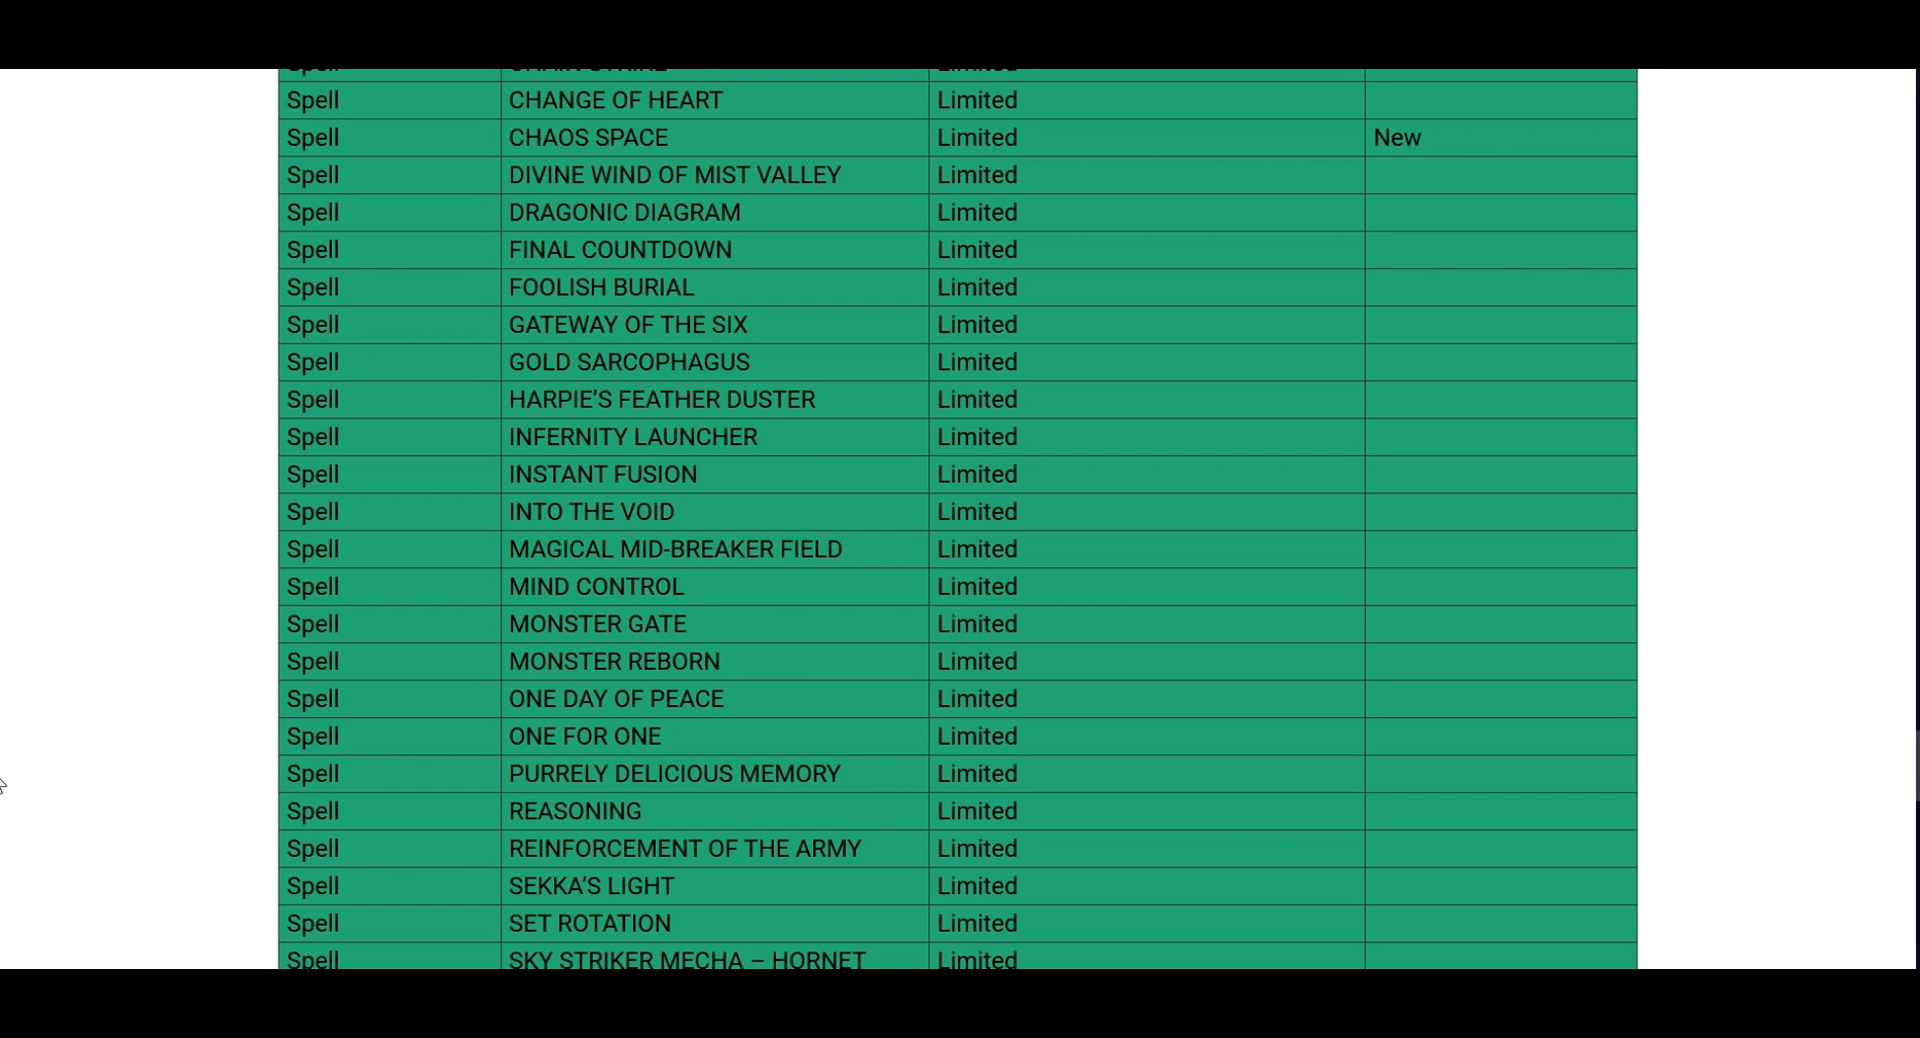 Spell CHAIN STRIKE Limited
Spell CHANGE OF HEART Limited
Spell CHAOS SPACE Limited New
Spell DIVINE WIND OF MIST VALLEY Limited
Spell DRAGONIC DIAGRAM Limited
Spell FINAL COUNTDOWN Limited
Spell FOOLISH BURIAL Limited
Spell GATEWAY OF THE SIX Limited
Spell GOLD SARCOPHAGUS Limited
Spell HARPIE’S FEATHER DUSTER Limited
Spell INFERNITY LAUNCHER Limited
Spell INSTANT FUSION Limited
Spell INTO THE VOID Limited
Spell MAGICAL MID-BREAKER FIELD Limited
Spell MIND CONTROL Limited
Spell MONSTER GATE Limited
Spell MONSTER REBORN Limited
Spell ONE DAY OF PEACE Limited
Spell ONE FOR ONE Limited
Spell PURRELY DELICIOUS MEMORY Limited
Spell REASONING Limited
Spell REINFORCEMENT OF THE ARMY Limited
Spell SEKKA’S LIGHT Limited
Spell SET ROTATION Limited
Spell SKY STRIKER MECHA – HORNET Limited